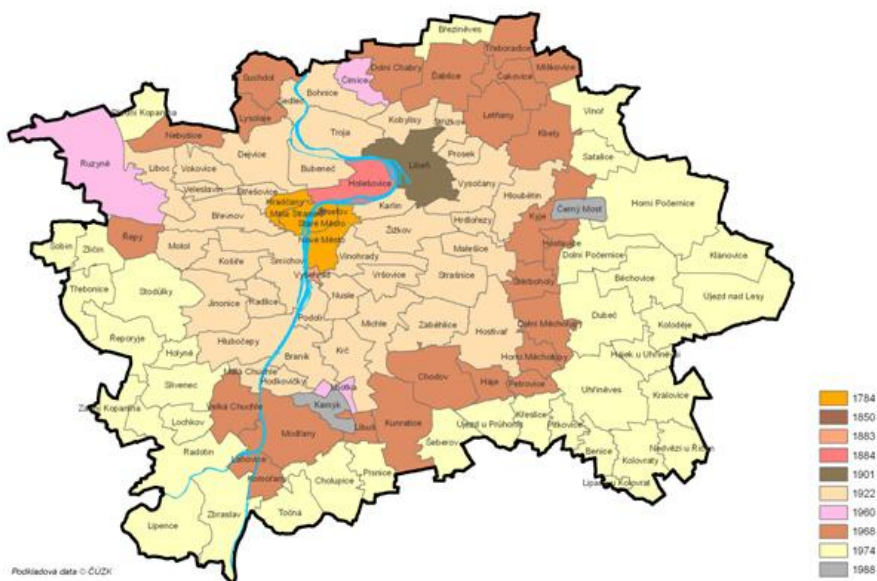 Březiněves
Třeboradice
Miškovice
Čakovice
Ďáblice
Dolní Chabry
Čimice
Bohnice
Suchdol
Sedlec
Lysolaje
Nebušice
Ruzyně
Liboc
Vokovice
Veleslavín
Střešovice
Dejvice
Bubeneč
Troja
Kobylisy
Střížkov
Letňany
Kbely
Vinoř
Satalice
Prosek
Libeň
Vysočany
Holešovice
Karlín
Hradčany
Malá Strana
Staré Město
Nové Město
Vyšehrad
Žižkov
Hrdlořezy
Hloubětín
Kyje
Černý Most
Horní Počernice
Hostavice
Dolní Počernice
Klánovice
Běchovice
Újezd nad Lesy
Koloděje
Dubeč
Štěrboholy
Malešice
Strašnice
Vinohrady
Vršovice
Břevnov
Motol
Řepy
Sobín
Zličín
Třebonice
Stodůlky
Košíře
Smíchov
Jinonice
Radlice
Řeporyje
Holyně
Hlubočepy
Podolí
Nusle
Michle
Záběhlice
Hostivař
Dolní Měcholupy
Horní Měcholupy
Hájek u Uhříněvsi
Uhříněves
Královice
Petrovice
Háje
Chodov
Krč
Braník
Hodkovičky
Malá Chuchle
Velká Chuchle
Slivenec
Lochkov
Radotín
Lahovice
Komořany
Modřany
Kamýk
Lhotka
Libuš
Kunratice
Šeberov
Újezd u Průhonic
Křeslice
Pitkovice
Benice
Kolovraty
Lipany u Kolovrat
Písnice
Cholupice
Točná
Zbraslav
Lipence
1784
1850
1883
1884
1901
1922
1960
1968
1974
1988
Podkladová data © ČÚZK